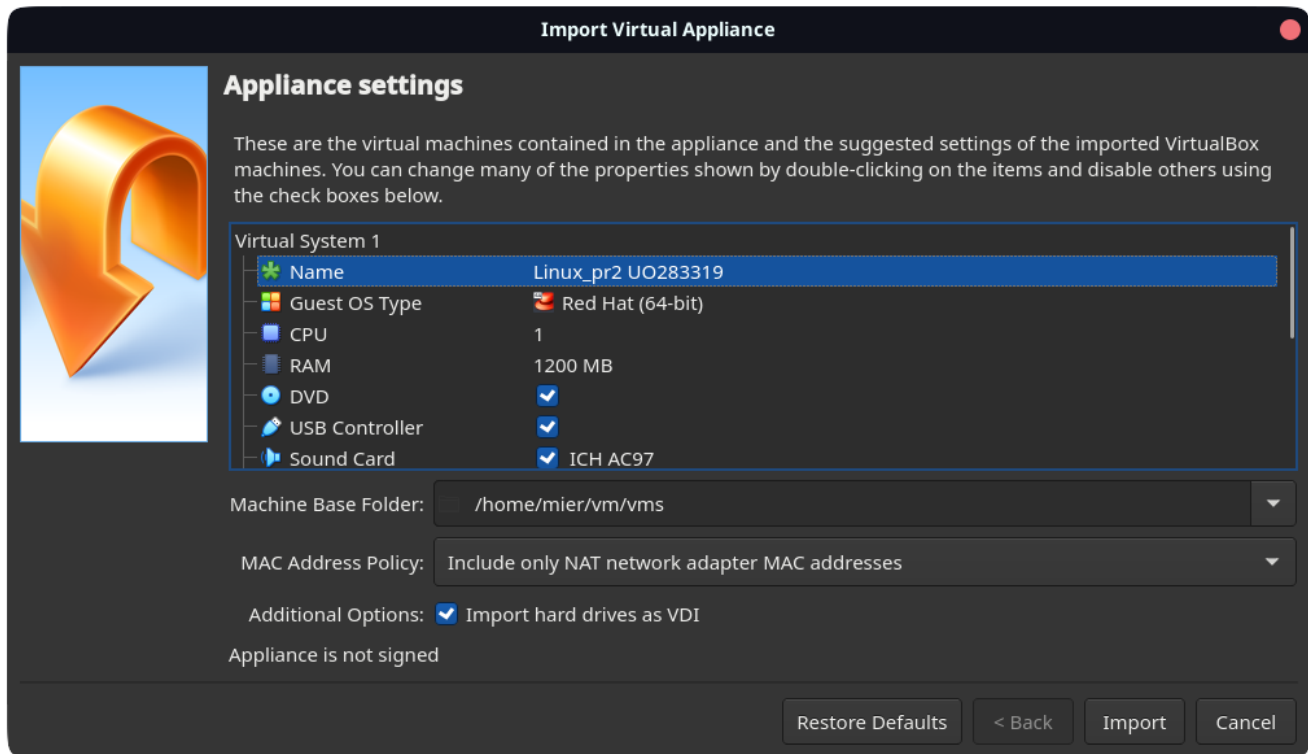 Import Virtual Appliance
Appliance settings
These are the virtual machines contained in the appliance and the suggested settings of the imported VirtualBox
machines. You can change many of the properties shown by double-clicking on the items and disable others using
the check boxes below.
Virtual System 1
Name Linux_pr2 UO283319
Guest OS Type Red Hat (64-bit)
CPU 1
RAM 1200 MB
DVD
USB Controller
Sound Card ICH AC97
Machine Base Folder: /home/mier/vm/vms
MAC Address Policy: Include only NAT network adapter MAC addresses
Additional Options: Import hard drives as VDI
Appliance is not signed
Restore Defaults < Back Import Cancel